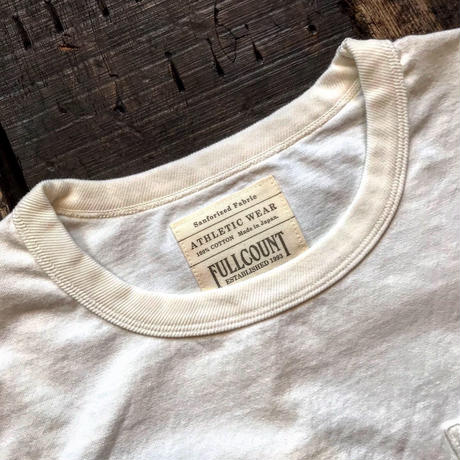 Sanforized Fabric
ATHLETIC WEAR
100% COTTON Made in Japan.
FULLCOUNT
ESTABLISHED 1993